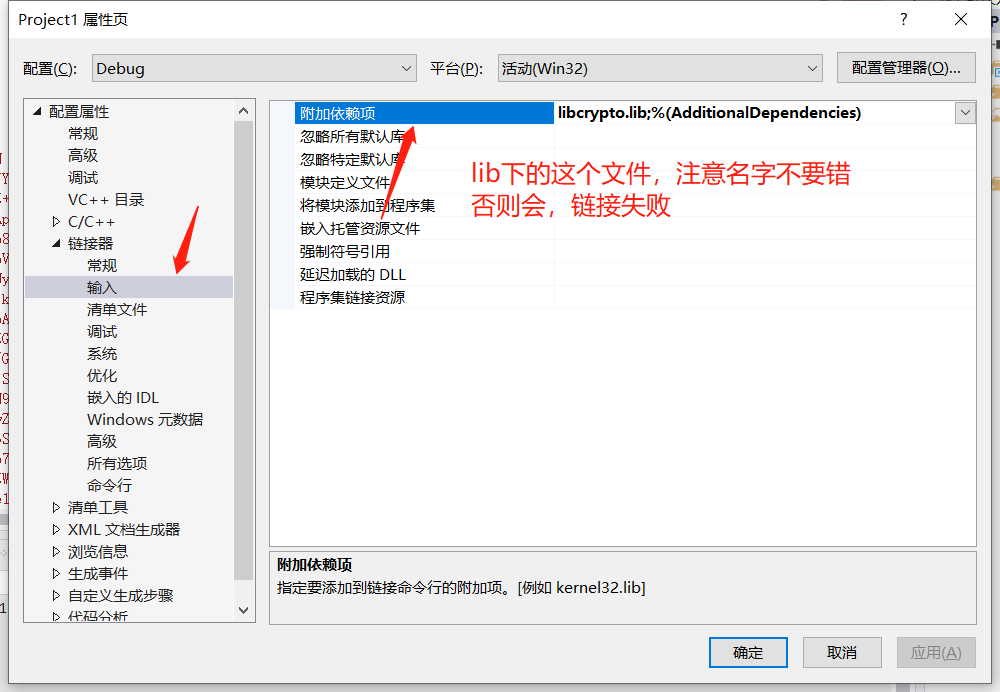 Project1 属性页
?
配置(C):
Debug
平台(P):
活动(Win32)
配置管理器(O)...
配置属性
常规
高级
调试
VC++ 目录
C/C++
链接器
常规
输入
清单文件
调试
系统
优化
嵌入的 IDL
Windows 元数据
高级
所有选项
命令行
清单工具
XML 文档生成器
浏览信息
生成事件
自定义生成步骤
代码分析
附加依赖项
libcrypto.lib;%(AdditionalDependencies)
忽略所有默认库
忽略特定默认库
模块定义文件
将模块添加到程序集
嵌入托管资源文件
强制符号引用
延迟加载的 DLL
程序集链接资源
lib下的这个文件，注意名字不要错
否则会，链接失败
附加依赖项
指定要添加到链接命令行的附加项。[例如 kernel32.lib]
确定
取消
应用(A)